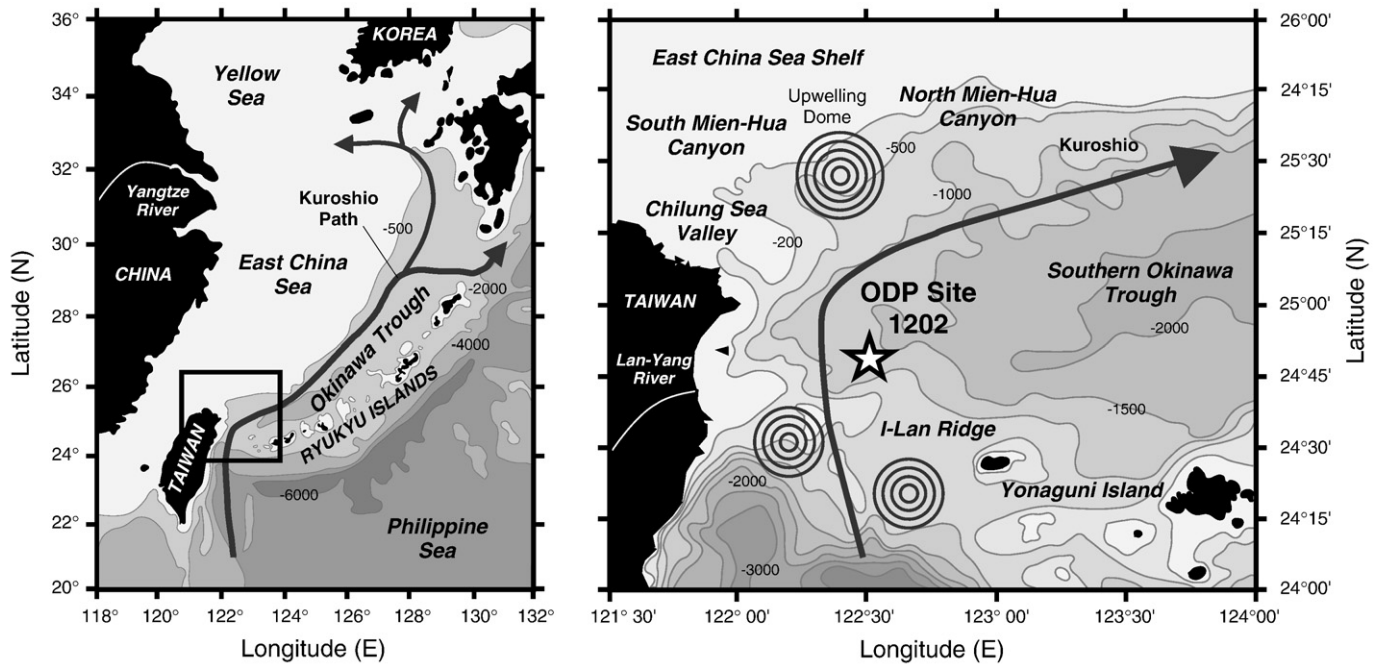 36°
34°
32°
30°
28°
26°
24°
22°
20°
Latitude (N)
118°
120°
122°
124°
126°
128°
130°
132°
Longitude (E)
KOREA
Yellow
Sea
Yangtze
River
Kuroshio
Path
-500
CHINA
East China
Sea
-2000
Okinawa Trough
-4000
RYUKYU ISLANDS
TAIWAN
-6000
Philippine
Sea
26°00'
24°15'
25°30'
25°15'
25°00'
24°45'
24°30'
24°15'
24°00'
Latitude (N)
121° 30'
122° 00'
122°30'
123°00'
123°30'
124°00'
Longitude (E)
East China Sea Shelf
Upwelling
Dome
North Mien-Hua
Canyon
South Mien-Hua
Canyon
-500
Kuroshio
-1000
Chilung Sea
Valley
-200
Southern Okinawa
Trough
TAIWAN
ODP Site
1202
-2000
Lan-Yang
River
-1500
I-Lan Ridge
-2000
Yonaguni Island
-3000